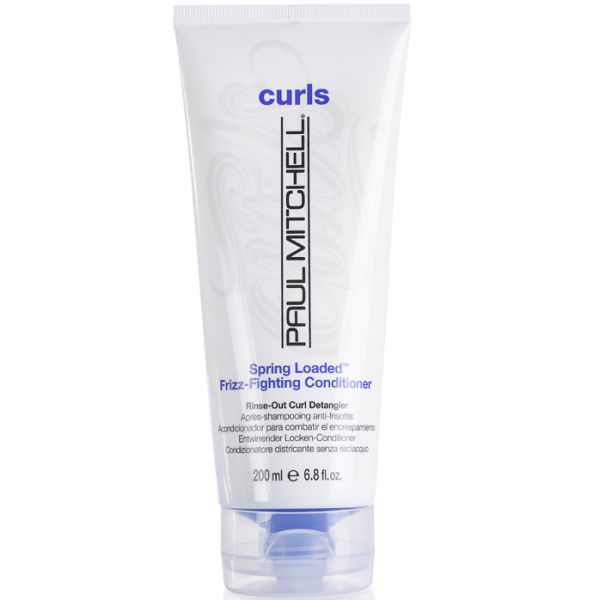 curls
PAUL MITCHELL®
Spring Loaded™
Frizz-Fighting Conditioner
Rinse-Out Curl Detangler
Après-shampooing anti-frisottis
Acondicionador para combatir el encrespamiento
Entwirrender Locken-Conditioner
Condizionatore districante senza risciacquo
200 ml ℮ 6.8 fl. oz.